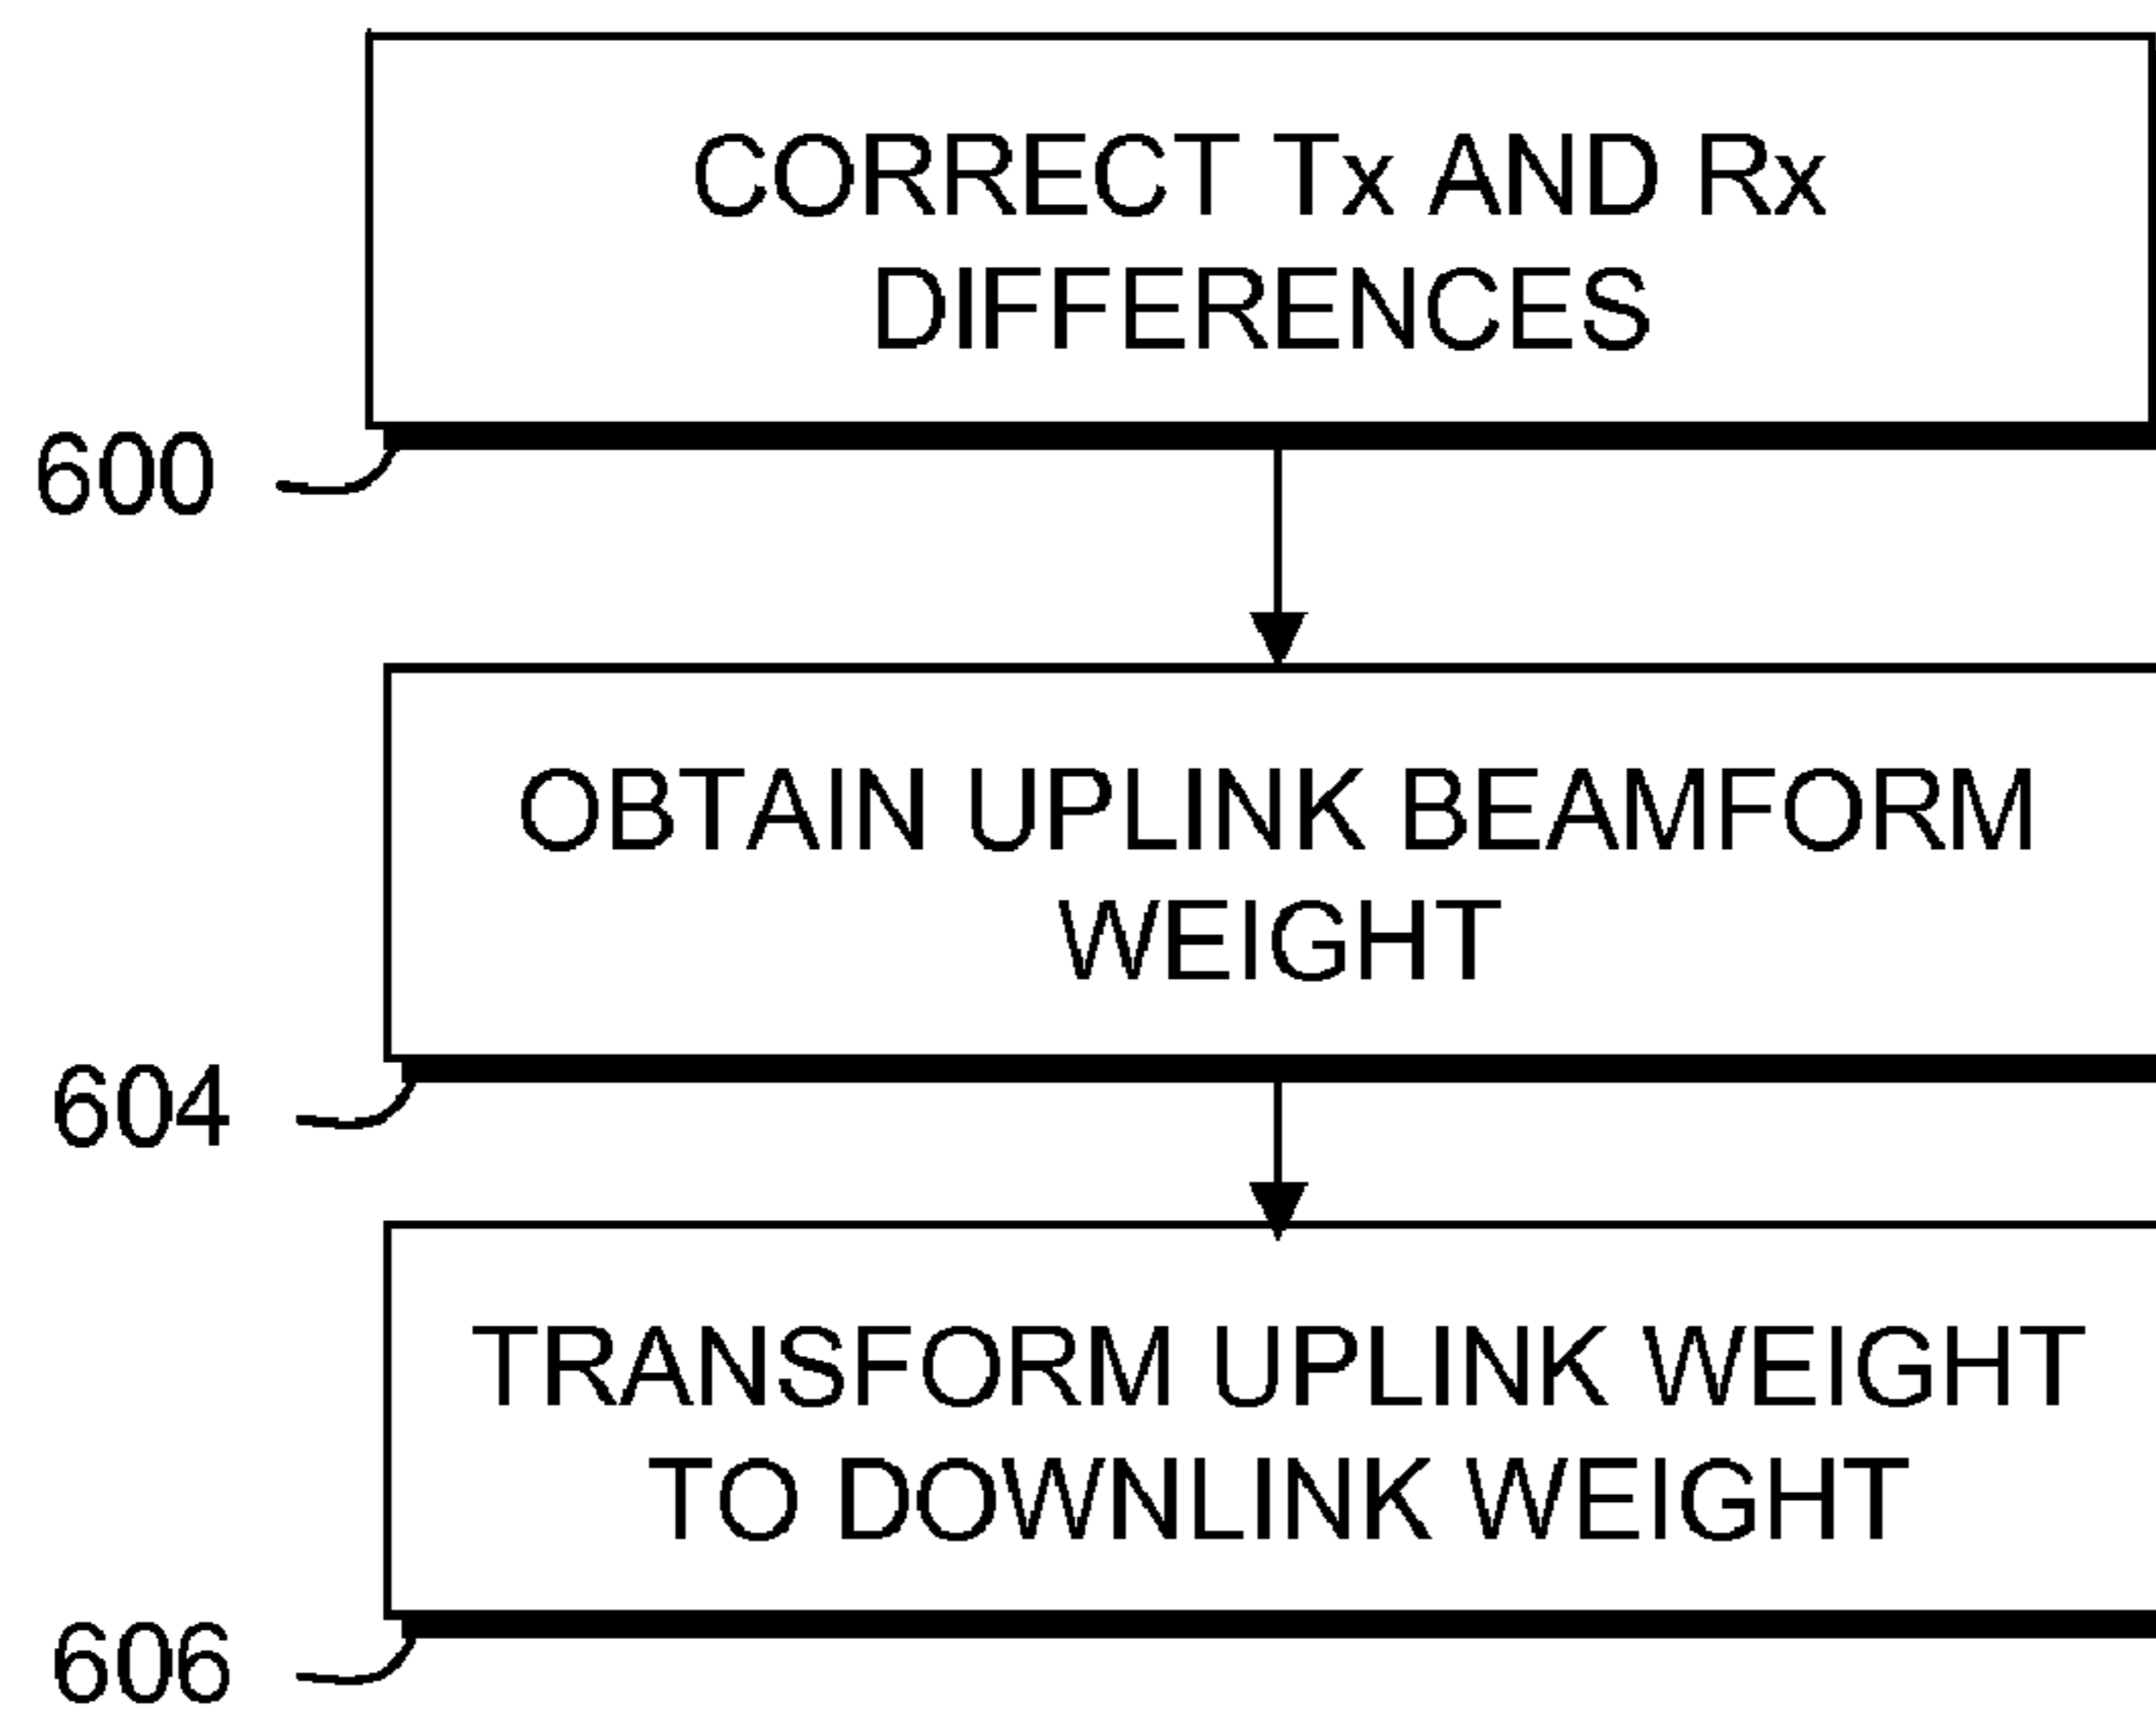 CORRECT Tx AND Rx
DIFFERENCES
600
OBTAIN UPLINK BEAMFORM
WEIGHT
604
TRANSFORM UPLINK WEIGHT
TO DOWNLINK WEIGHT
606